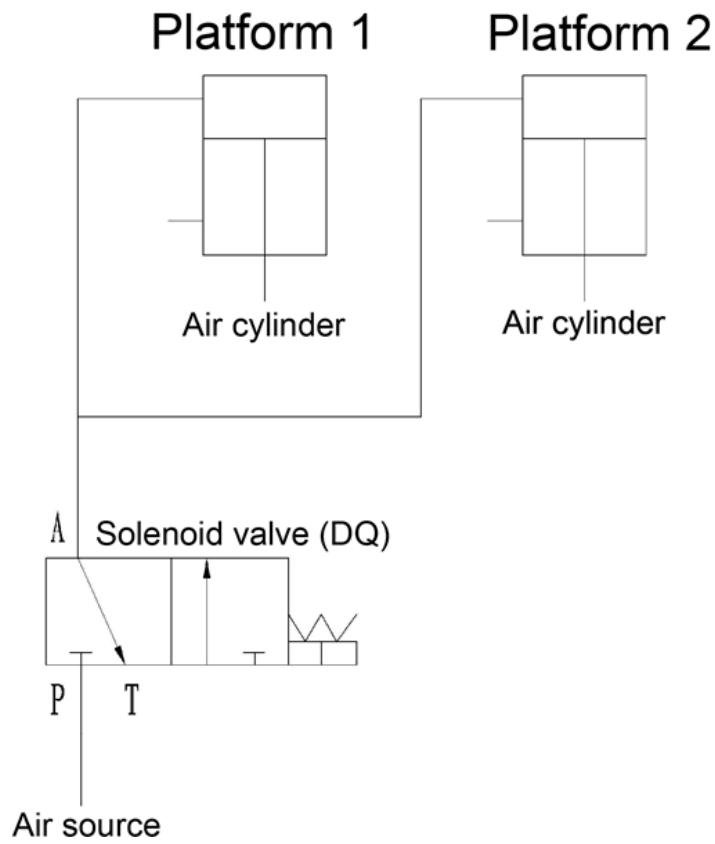 Platform 1 Platform 2
Air cylinder Air cylinder
A Solenoid valve (DQ)
P T
Air source